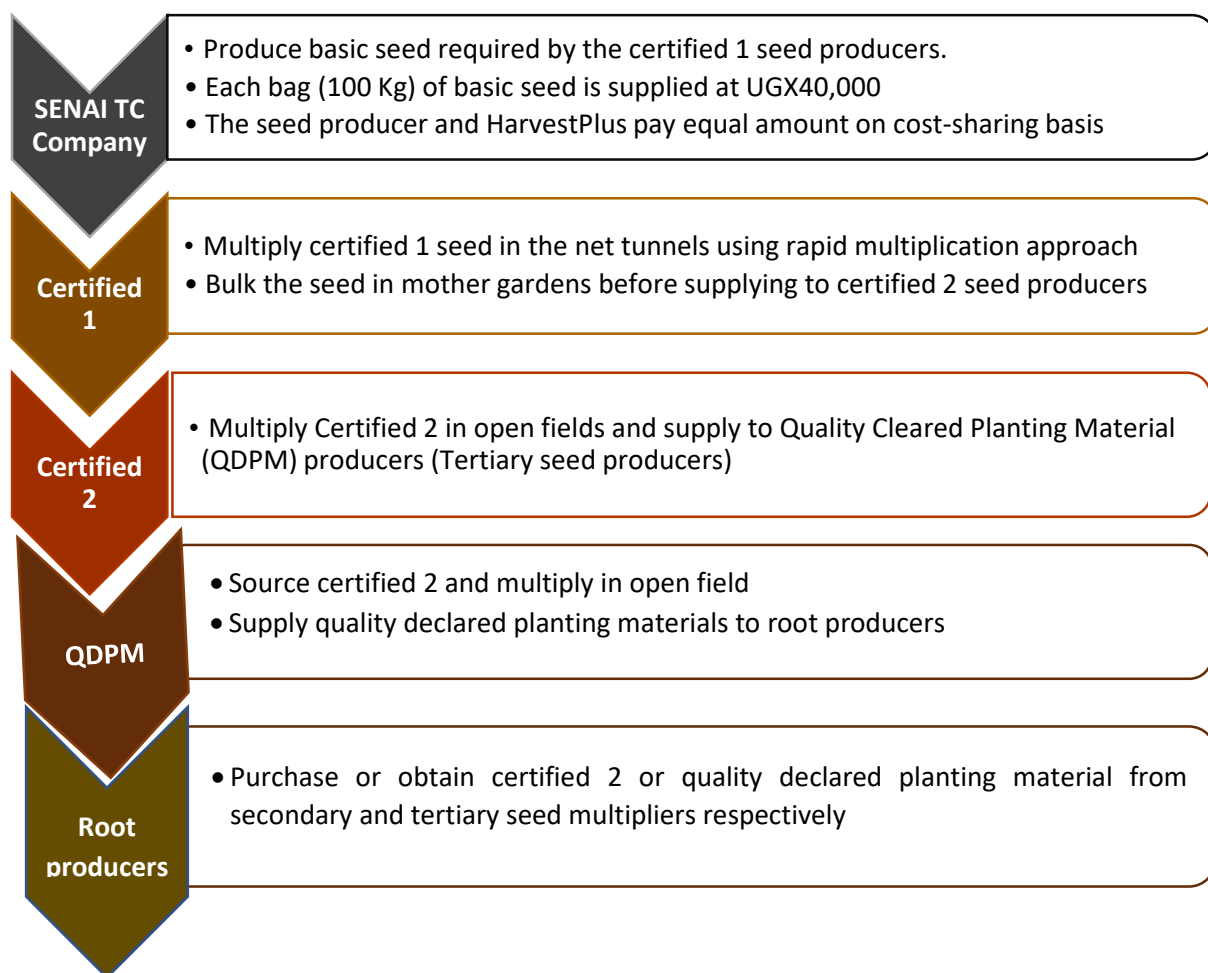 SENAI TC
Company
• Produce basic seed required by the certified 1 seed producers.
• Each bag (100 Kg) of basic seed is supplied at UGX40,000
• The seed producer and HarvestPlus pay equal amount on cost-sharing basis
Certified
1
• Multiply certified 1 seed in the net tunnels using rapid multiplication approach
• Bulk the seed in mother gardens before supplying to certified 2 seed producers
Certified
2
• Multiply Certified 2 in open fields and supply to Quality Cleared Planting Material
(QDPM) producers (Tertiary seed producers)
QDPM
• Source certified 2 and multiply in open field
• Supply quality declared planting materials to root producers
Root
producers
• Purchase or obtain certified 2 or quality declared planting material from
secondary and tertiary seed multipliers respectively